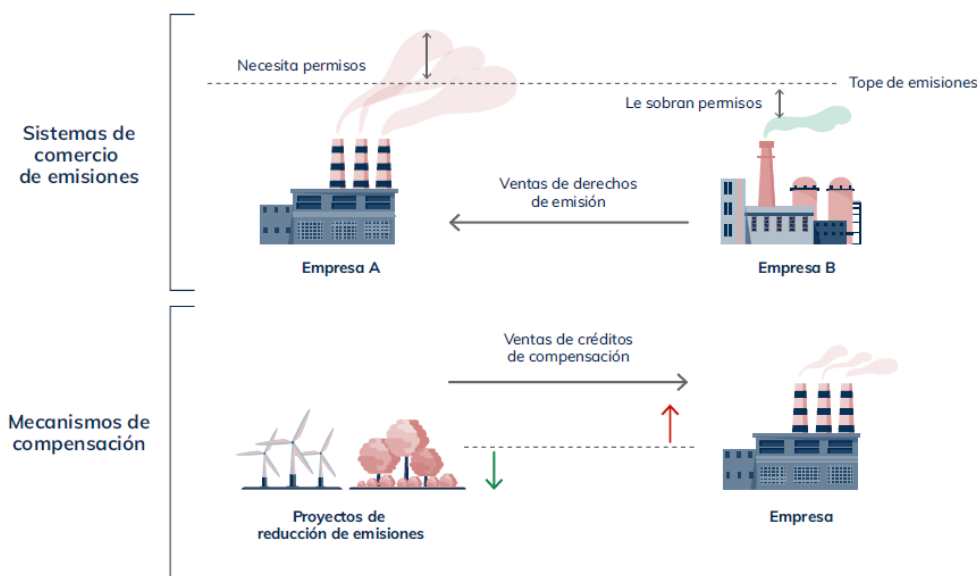 Necesita permisos
Tope de emisiones
Le sobran permisos
Sistemas de
comercio
de emisiones
Ventas de derechos
de emisión
Empresa A
Empresa B
Ventas de créditos
de compensación
Mecanismos de
compensación
Proyectos de
reducción de emisiones
Empresa